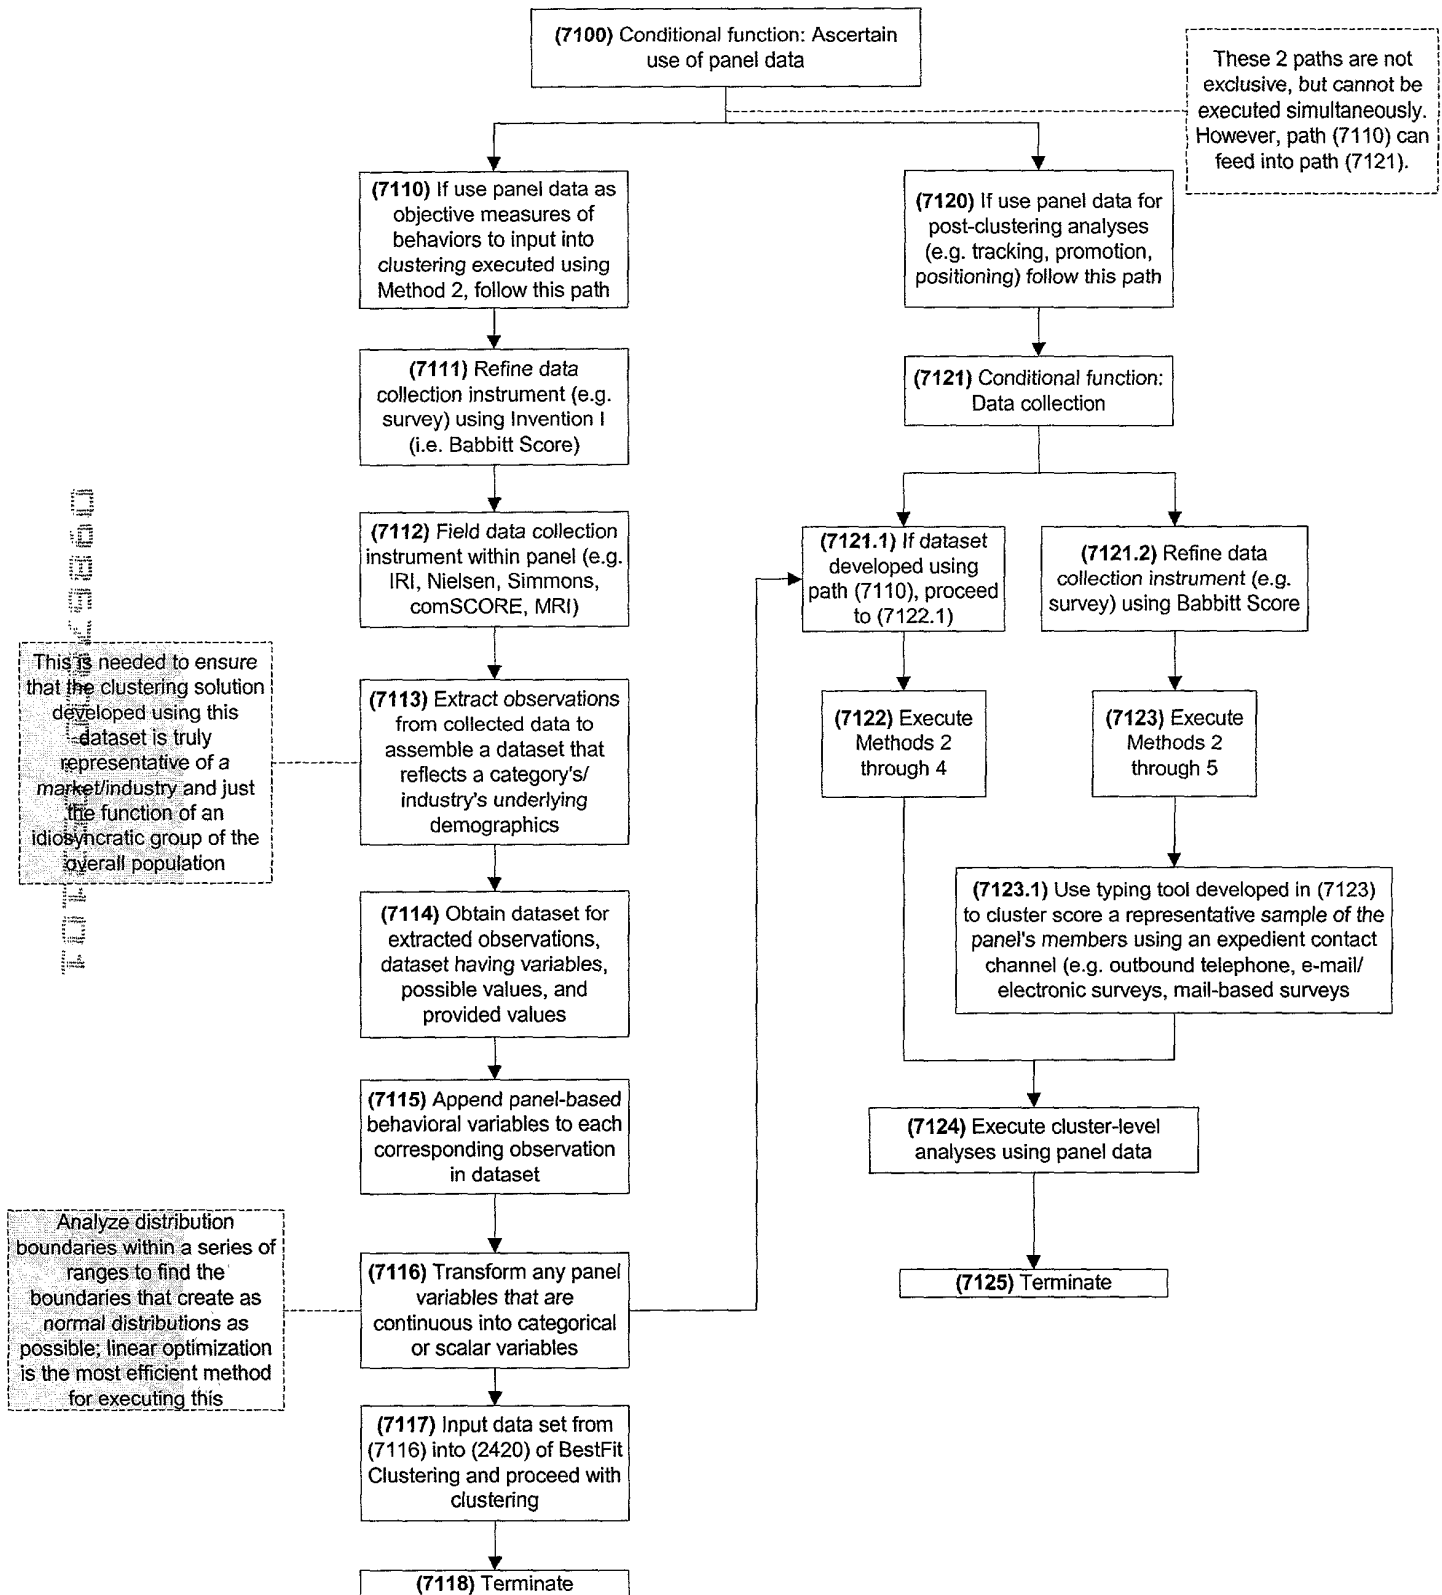 (7100) Conditional function: Ascertain
use of panel data
These 2 paths are not
exclusive, but cannot be
executed simultaneously.
However, path (7110) can
feed into path (7121).
(7110) If use panel data as
objective measures of
behaviors to input into
clustering executed using
Method 2, follow this path
(7120) If use panel data for
post-clustering analyses
(e.g. tracking, promotion,
positioning) follow this path
(7111) Refine data
collection instrument (e.g.
survey) using Invention I
(i.e. Babbitt Score)
(7121) Conditional function:
Data collection
(7112) Field data collection
instrument within panel (e.g.
IRI, Nielsen, Simmons,
comSCORE, MRI)
(7121.1) If dataset
developed using
path (7110), proceed
to (7122.1)
(7121.2) Refine data
collection instrument (e.g.
survey) using Babbitt Score
This is needed to ensure
that the clustering solution
developed using this
dataset is truly
representative of a
market/industry and just
the function of an
idiosyncratic group of the
overall population
(7113) Extract observations
from collected data to
assemble a dataset that
reflects a category's/
industry's underlying
demographics
(7122) Execute
Methods 2
through 4
(7123) Execute
Methods 2
through 5
(7114) Obtain dataset for
extracted observations,
dataset having variables,
possible values, and
provided values
(7123.1) Use typing tool developed in (7123)
to cluster score a representative sample of the
panel's members using an expedient contact
channel (e.g. outbound telephone, e-mail/
electronic surveys, mail-based surveys
(7115) Append panel-based
behavioral variables to each
corresponding observation
in dataset
(7124) Execute cluster-level
analyses using panel data
Analyze distribution
boundaries within a series of
ranges to find the
boundaries that create as
normal distributions as
possible; linear optimization
is the most efficient method
for executing this
(7116) Transform any panel
variables that are
continuous into categorical
or scalar variables
(7125) Terminate
(7117) Input data set from
(7116) into (2420) of BestFit
Clustering and proceed with
clustering
(7118) Terminate